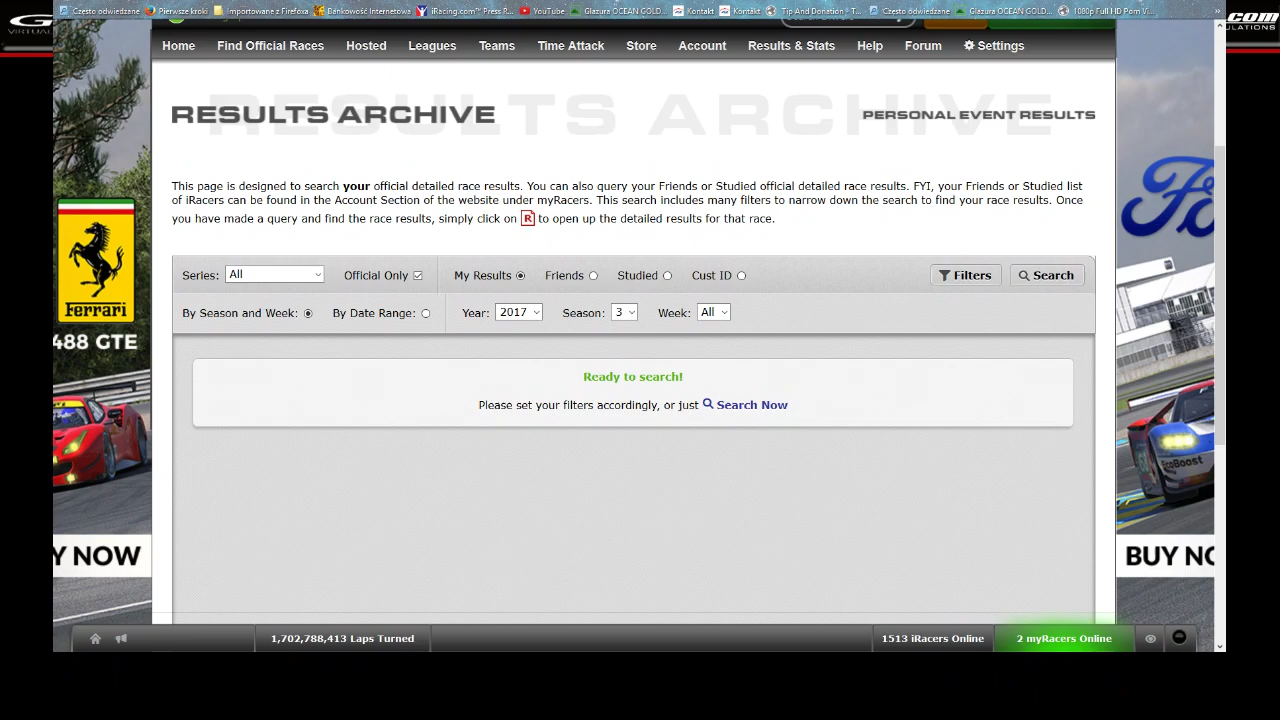 Często odwiedzane Pierwsze kroki Importowane z Firefoxa Bankowość Internetowa iRacing.com™ Press R... YouTube Glazura OCEAN GOLD... Kontakt Kontakt Tip And Donation ! T... Często odwiedzane Glazura OCEAN GOLD... 1080p Full HD Porn Vi... »
Home Find Official Races Hosted Leagues Teams Time Attack Store Account Results & Stats Help Forum Settings
RESULTS ARCHIVE
RESULTS ARCHIVE PERSONAL EVENT RESULTS
This page is designed to search your official detailed race results. You can also query your Friends or Studied official detailed race results. FYI, your Friends or Studied list
of iRacers can be found in the Account Section of the website under myRacers. This search includes many filters to narrow down the search to find your race results. Once
you have made a query and find the race results, simply click on R to open up the detailed results for that race.
Series: All Official Only My Results Friends Studied Cust ID Filters Search
By Season and Week: By Date Range: Year: 2017 Season: 3 Week: All
Ready to search!
Please set your filters accordingly, or just Search Now
Ferrari
488 GTE
Y NOW
EcoBoost
BUY NO
.COM
VIRTUAL
1,702,788,413 Laps Turned 1513 iRacers Online 2 myRacers Online